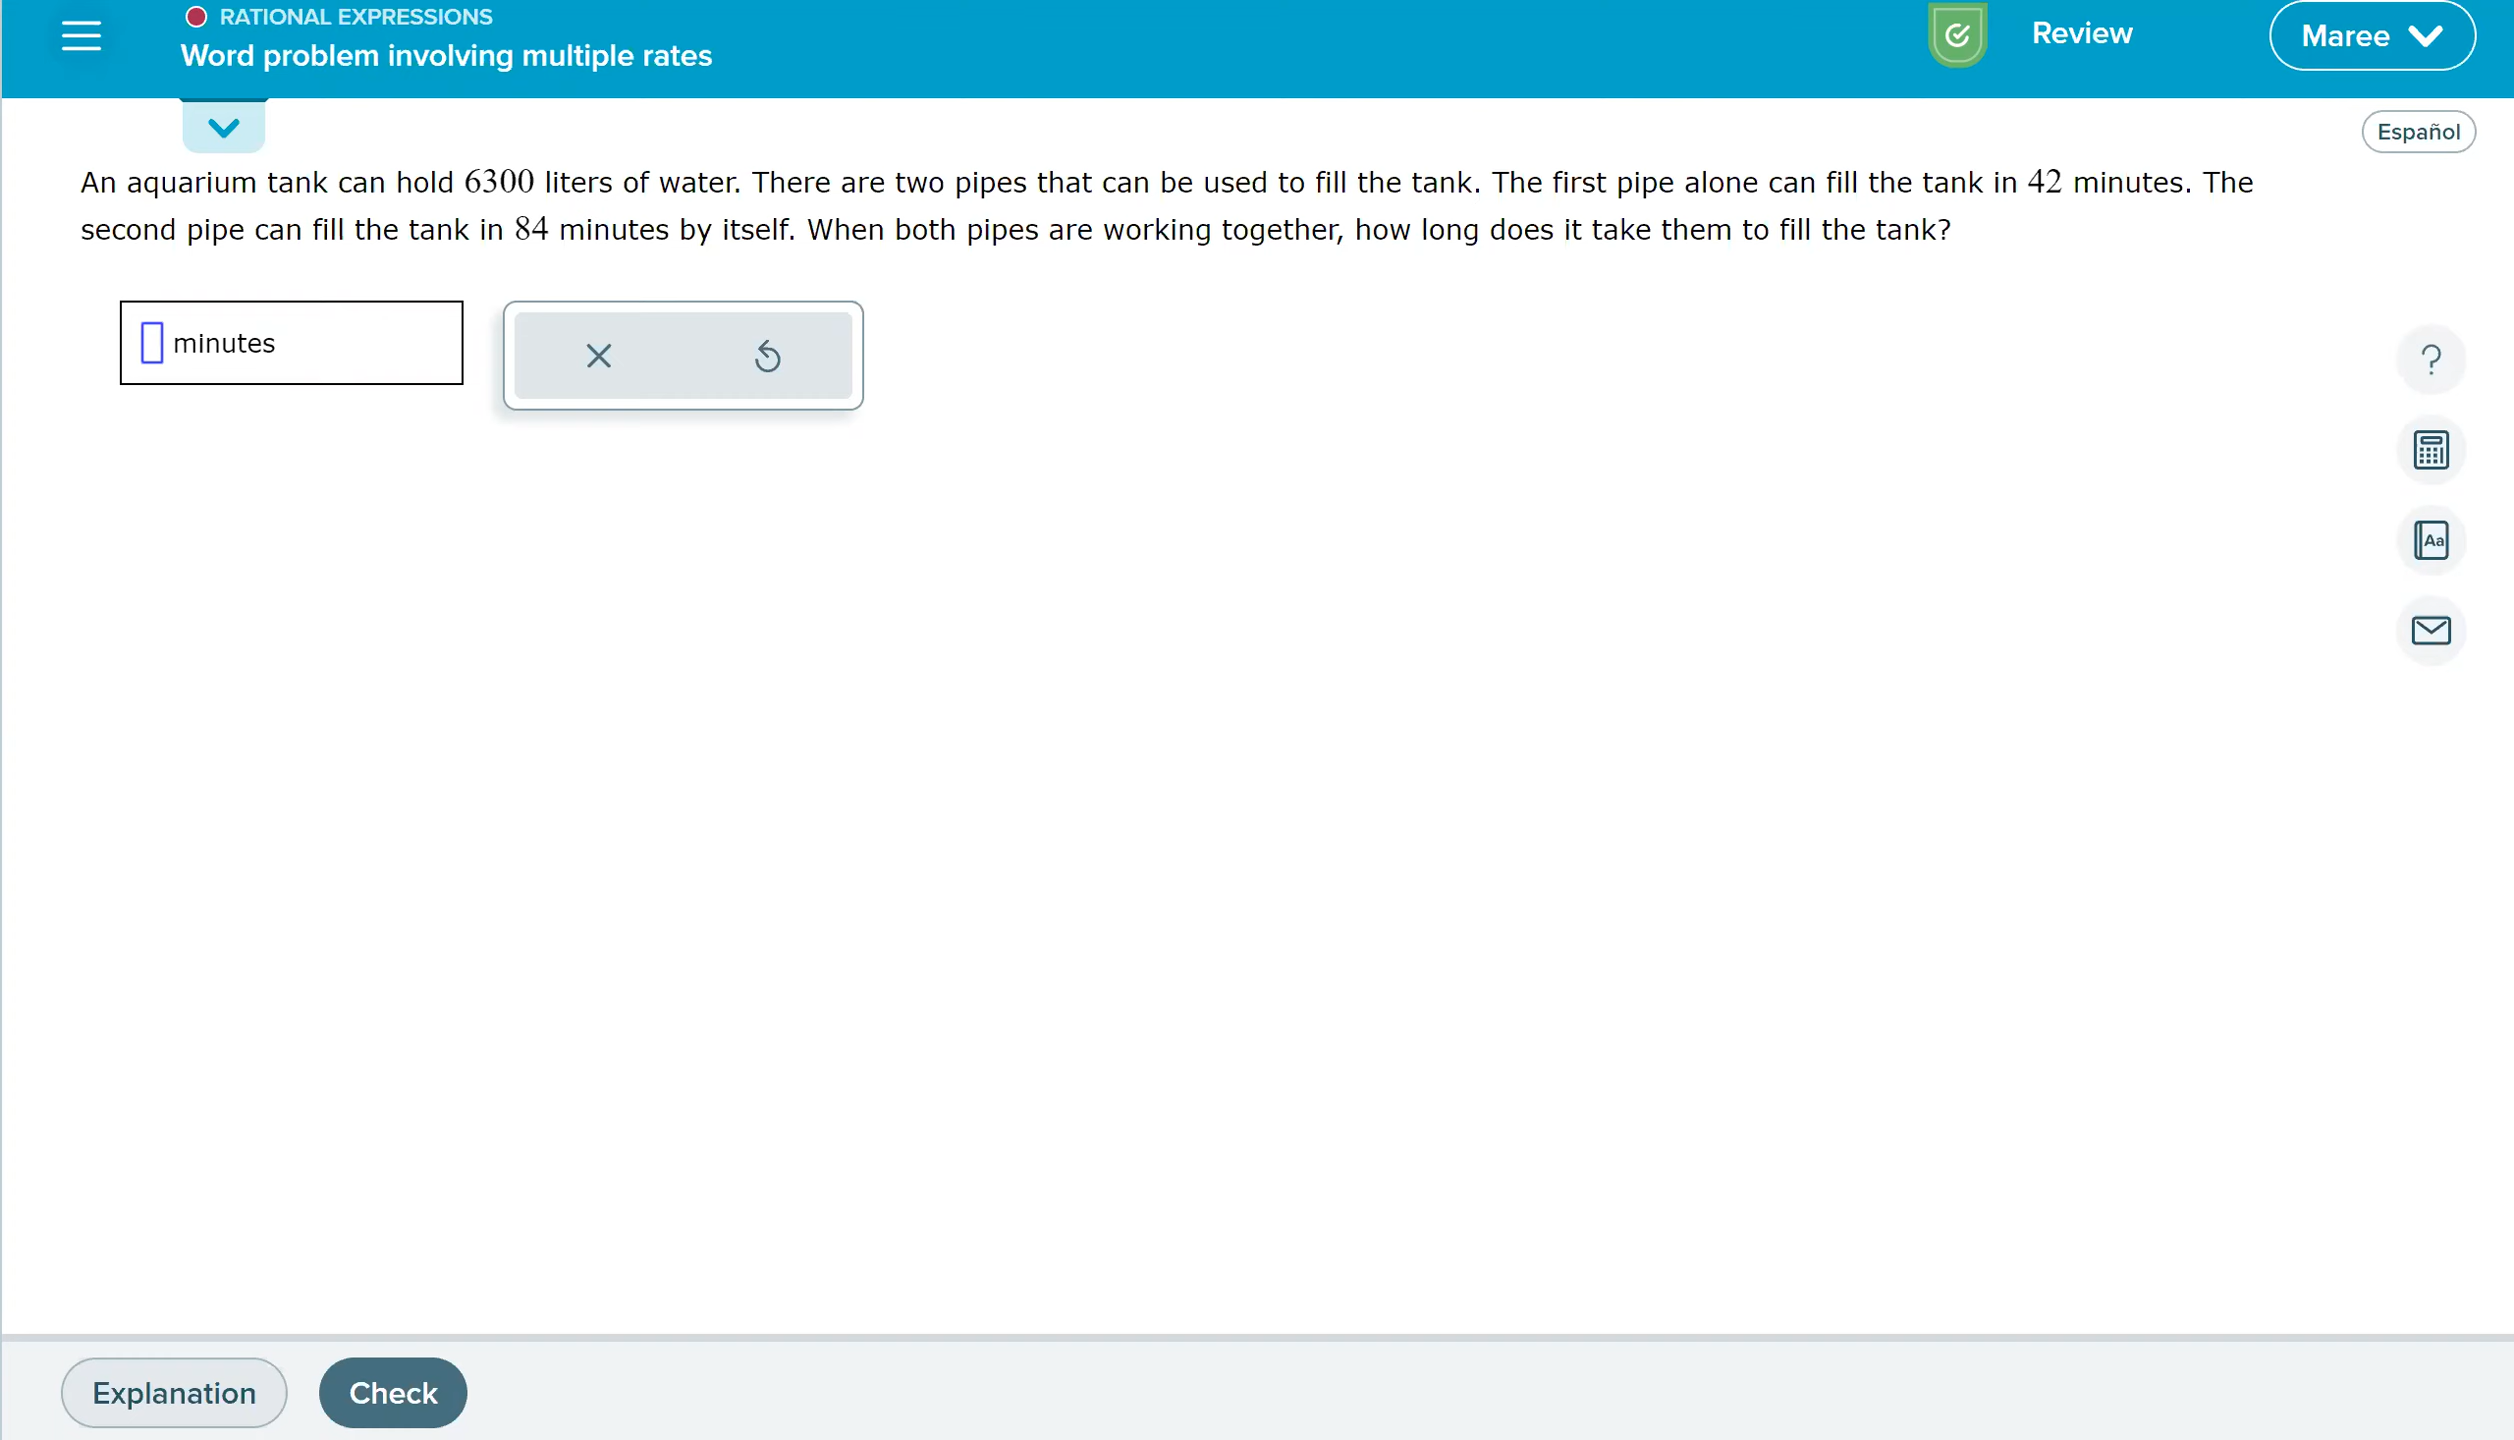 RATIONAL EXPRESSIONS
Word problem involving multiple rates
Review
Maree
Español
An aquarium tank can hold 6300 liters of water. There are two pipes that can be used to fill the tank. The first pipe alone can fill the tank in 42 minutes. The
second pipe can fill the tank in 84 minutes by itself. When both pipes are working together, how long does it take them to fill the tank?
minutes
?
Aa
Explanation
Check